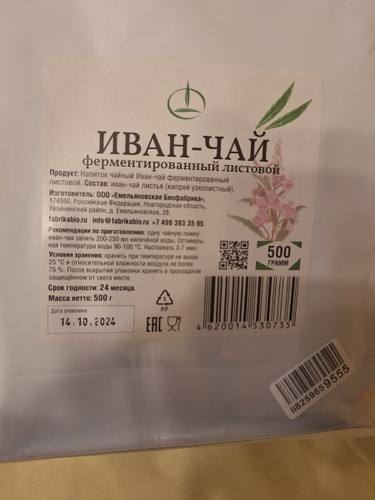 ИВАН-ЧАЙ
ферментированный листовой
Продукт: Напиток чайный Иван-чай ферментированный
листовой. Состав: иван-чай листья (кипрей узколистный).
Изготовитель: ООО «Емельяновская Биофабрика»,
174560, Российская Федерация, Новгородская область,
Хвойнинский район, д. Емельяновское, 28.
fabrikabio.ru info@fabrikabio.ru +7 499 393 35 95
Рекомендации по приготовлению: одну чайную ложку
иван-чая залить 200-250 мл кипячёной воды. Оптималь-
ная температура воды 90-100 °C. Настаивать 3-7 мин.
Условия хранения: хранить при температуре не выше
25 °C и относительной влажности воздуха не более
75 %. После вскрытия упаковки хранить в прохладном
защищённом от света месте.
Срок годности: 24 месяца.
Масса нетто: 500 г
500
ГРАММ
Дата упаковки:
14.10.2024
5
PP
EAC
4 620014 530735
ii8259659555